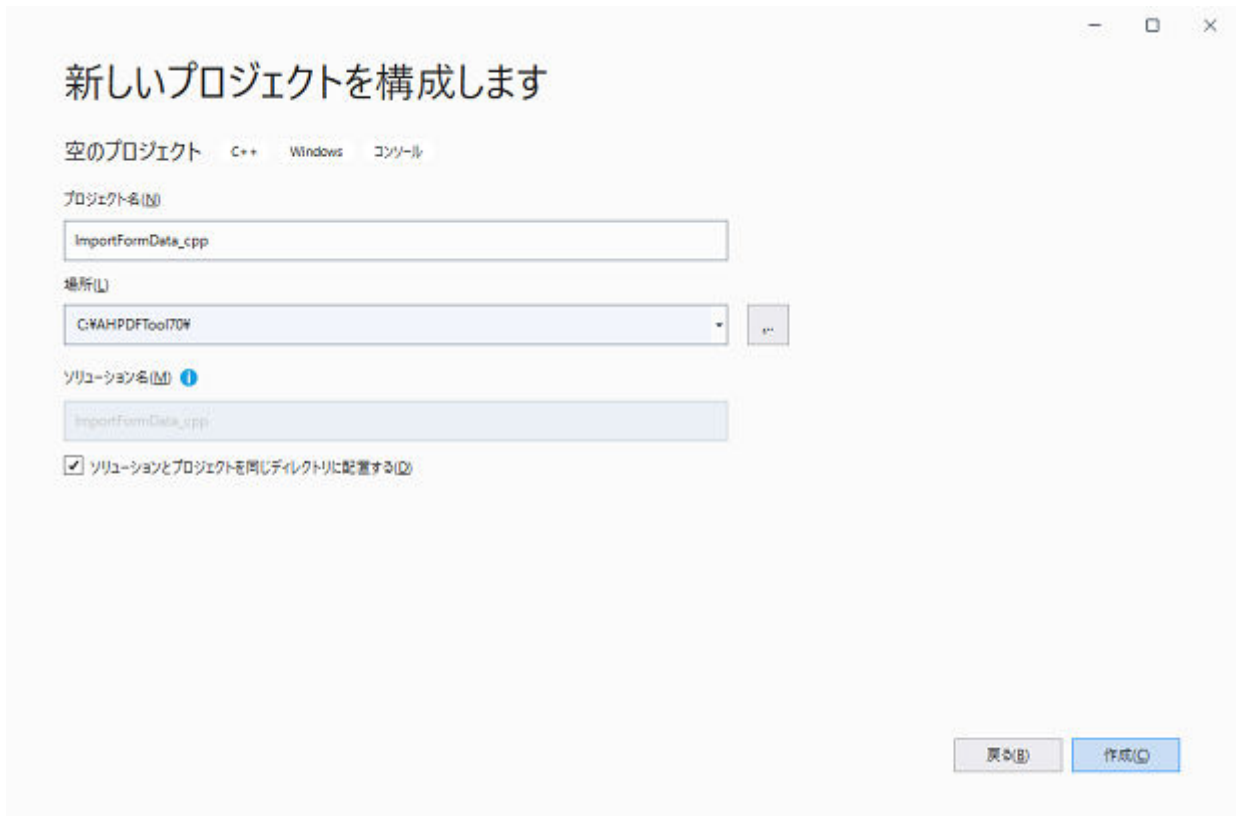 新しいプロジェクトを構成します
空のプロジェクト C++ Windows コンソール
プロジェクト名(N)
ImportFormData_cpp
場所(L)
C:¥AHPDFTool70¥
...
ソリューション名(M)
ImportFormData_cpp
ソリューションとプロジェクトを同じディレクトリに配置する(D)
戻る(B) 作成(C)